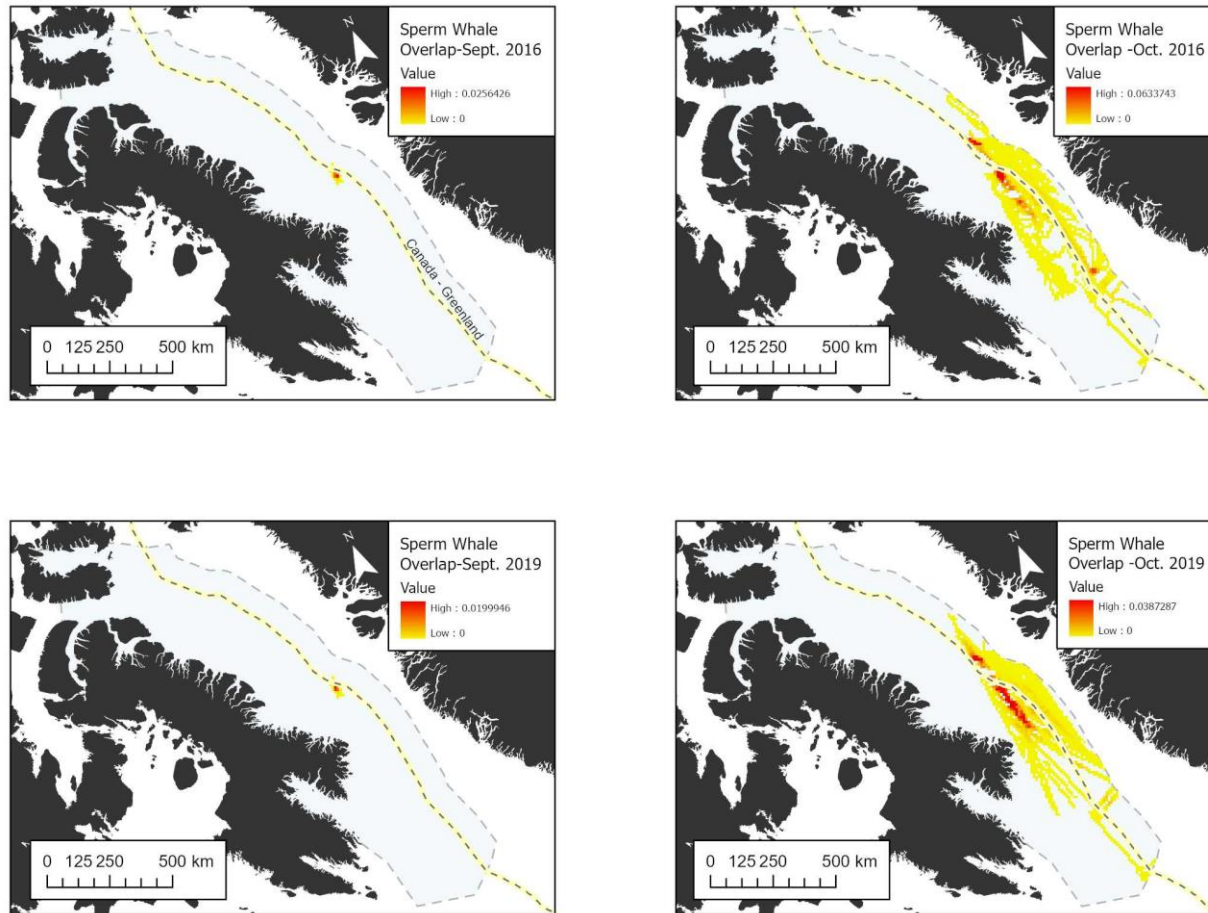 Sperm Whale
Overlap-Sept. 2016
Value
High : 0.0256426
Low : 0
N
Canada - Greenland
0 125 250 500 km
Sperm Whale
Overlap -Oct. 2016
Value
High : 0.0633743
Low : 0
N
0 125 250 500 km
Sperm Whale
Overlap-Sept. 2019
Value
High : 0.0199946
Low : 0
N
0 125 250 500 km
Sperm Whale
Overlap -Oct. 2019
Value
High : 0.0387287
Low : 0
N
0 125 250 500 km